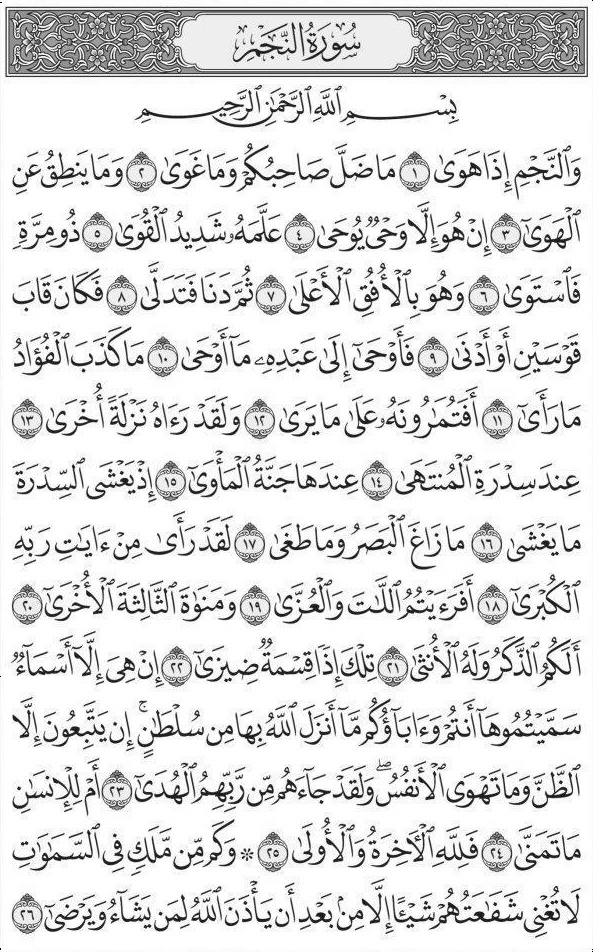 سُورَةُ النَّجْمِ
بِسْمِ ٱللَّهِ ٱلرَّحْمَٰنِ ٱلرَّحِيمِ
وَٱلنَّجْمِ إِذَا هَوَىٰ ١ مَا ضَلَّ صَاحِبُكُمْ وَمَا غَوَىٰ ٢ وَمَا يَنطِقُ عَنِ
ٱلْهَوَىٰٓ ٣ إِنْ هُوَ إِلَّا وَحْىٌ يُوحَىٰ ٤ عَلَّمَهُۥ شَدِيدُ ٱلْقُوَىٰ ٥ ذُو مِرَّةٍ
فَٱسْتَوَىٰ ٦ وَهُوَ بِٱلْأُفُقِ ٱلْأَعْلَىٰ ٧ ثُمَّ دَنَا فَتَدَلَّىٰ ٨ فَكَانَ قَابَ
قَوْسَيْنِ أَوْ أَدْنَىٰ ٩ فَأَوْحَىٰٓ إِلَىٰ عَبْدِهِۦ مَآ أَوْحَىٰ ١٠ مَا كَذَبَ ٱلْفُؤَادُ
مَا رَأَىٰٓ ١١ أَفَتُمَٰرُونَهُۥ عَلَىٰ مَا يَرَىٰ ١٢ وَلَقَدْ رَءَاهُ نَزْلَةً أُخْرَىٰ ١٣
عِندَ سِدْرَةِ ٱلْمُنتَهَىٰ ١٤ عِندَهَا جَنَّةُ ٱلْمَأْوَىٰٓ ١٥ إِذْ يَغْشَى ٱلسِّدْرَةَ
مَا يَغْشَىٰ ١٦ مَا زَاغَ ٱلْبَصَرُ وَمَا طَغَىٰ ١٧ لَقَدْ رَأَىٰ مِنْ ءَايَٰتِ رَبِّهِ
ٱلْكُبْرَىٰٓ ١٨ أَفَرَءَيْتُمُ ٱللَّٰتَ وَٱلْعُزَّىٰ ١٩ وَمَنَوٰةَ ٱلثَّالِثَةَ ٱلْأُخْرَىٰٓ ٢٠
أَلَكُمُ ٱلذَّكَرُ وَلَهُ ٱلْأُنثَىٰ ٢١ تِلْكَ إِذًا قِسْمَةٌ ضِيزَىٰٓ ٢٢ إِنْ هِىَ إِلَّآ أَسْمَآءٌ
سَمَّيْتُمُوهَآ أَنتُمْ وَءَابَآؤُكُم مَّآ أَنزَلَ ٱللَّهُ بِهَا مِن سُلْطَٰنٍ ۚ إِن يَتَّبِعُونَ إِلَّا
ٱلظَّنَّ وَمَا تَهْوَى ٱلْأَنفُسُ ۖ وَلَقَدْ جَآءَهُم مِّن رَّبِّهِمُ ٱلْهُدَىٰٓ ٢٣ أَمْ لِلْإِنسَٰنِ
مَا تَمَنَّىٰ ٢٤ فَلِلَّهِ ٱلْأٓخِرَةُ وَٱلْأُولَىٰ ٢٥ ۞ وَكَم مِّن مَّلَكٍ فِى ٱلسَّمَٰوَٰتِ
لَا تُغْنِى شَفَٰعَتُهُمْ شَيْـًٔا إِلَّا مِنۢ بَعْدِ أَن يَأْذَنَ ٱللَّهُ لِمَن يَشَآءُ وَيَرْضَىٰٓ ٢٦